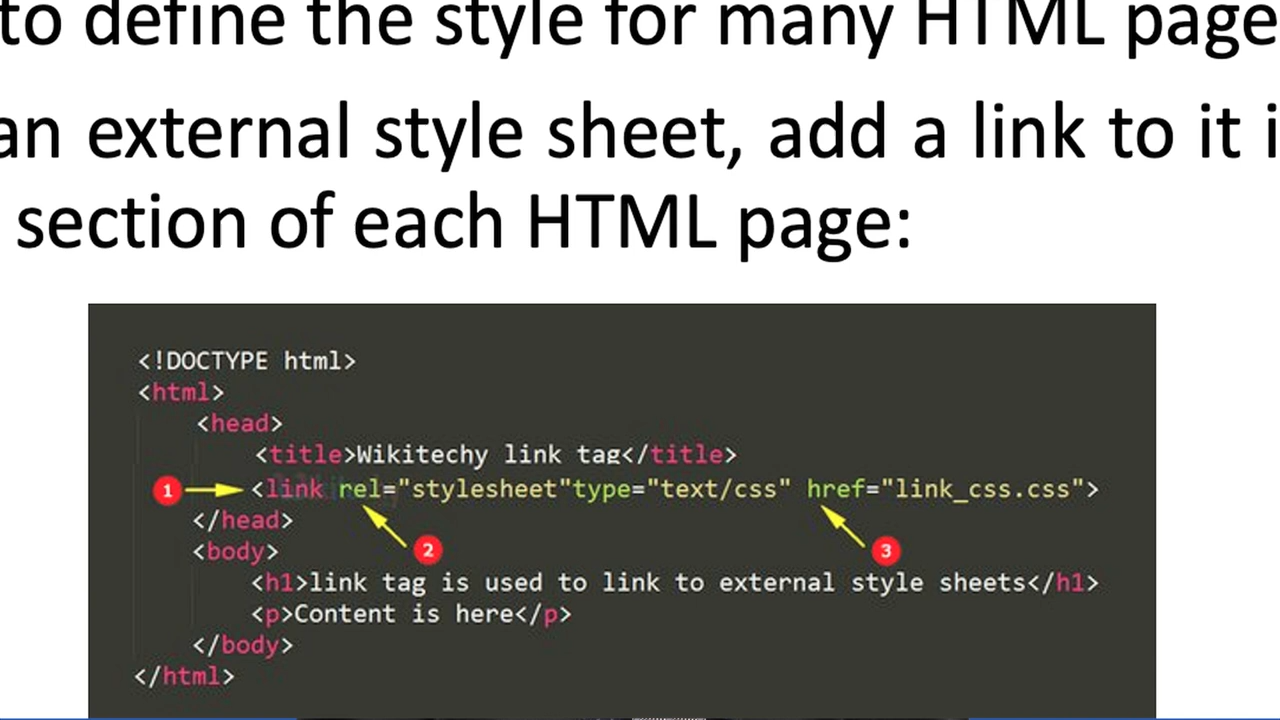 to define the style for many HTML page
an external style sheet, add a link to it i
section of each HTML page:
<!DOCTYPE html>
<html>
<head>
<title>Wikitechy link tag</title>
1 <link rel="stylesheet"type="text/css" href="link_css.css">
</head>
2 3
<body>
<h1>link tag is used to link to external style sheets</h1>
<p>Content is here</p>
</body>
</html>